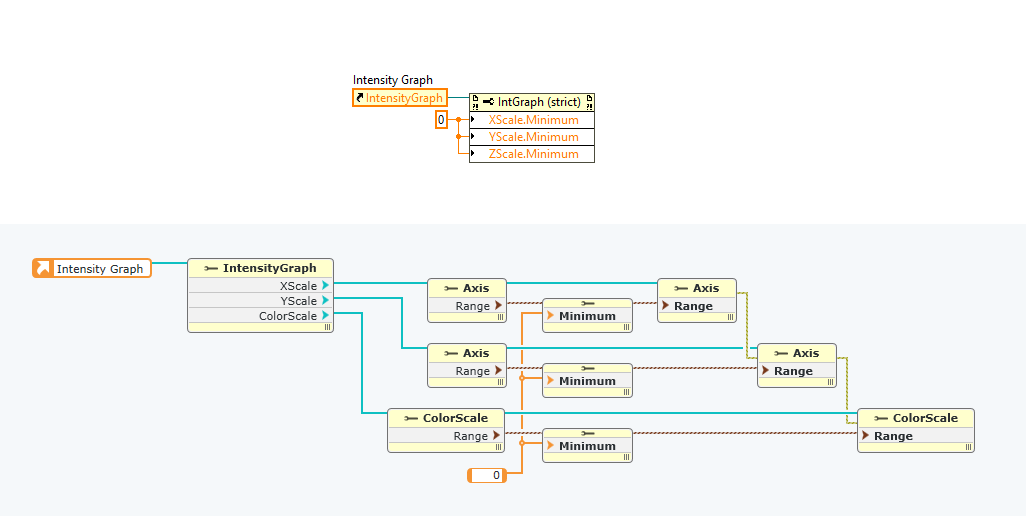 Intensity Graph
IntensityGraph
IntGraph (strict)
0
XScale.Minimum
YScale.Minimum
ZScale.Minimum
Intensity Graph
IntensityGraph
XScale
YScale
ColorScale
Axis
Range
Minimum
Axis
Range
Axis
Range
Minimum
Axis
Range
ColorScale
Range
Minimum
ColorScale
Range
0